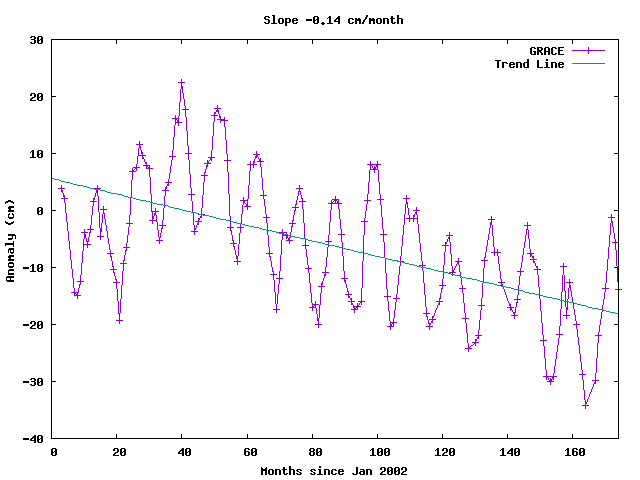 Slope -0.14 cm/month
GRACE
Trend Line
30
20
10
0
-10
-20
-30
-40
Anomaly (cm)
0 20 40 60 80 100 120 140 160
Months since Jan 2002